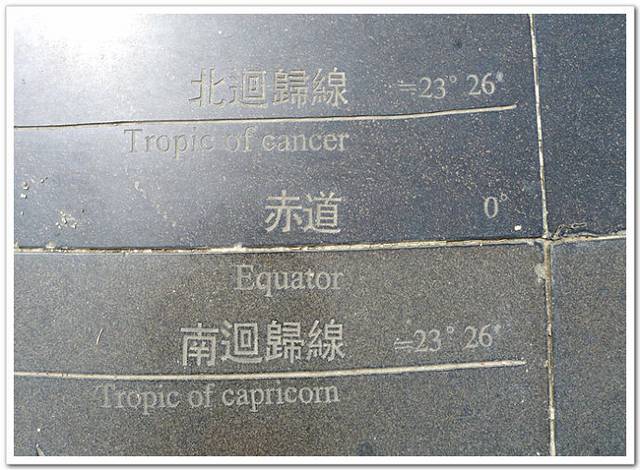 北迴歸線 ≒23° 26'
Tropic of cancer
赤道 0°
Equator
南迴歸線 ≒23° 26'
Tropic of capricorn